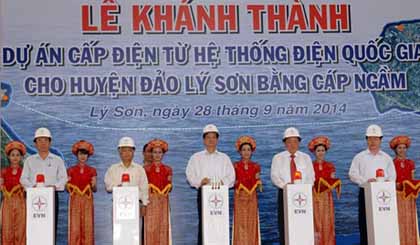 LỄ KHÁNH THÀNH
DỰ ÁN CẤP ĐIỆN TỪ HỆ THỐNG ĐIỆN QUỐC GIA
CHO HUYỆN ĐẢO LÝ SƠN BẰNG CÁP NGẦM
Lý Sơn, ngày 28 tháng 9 năm 2014
EVN
EVN
EVN
EVN
EVN